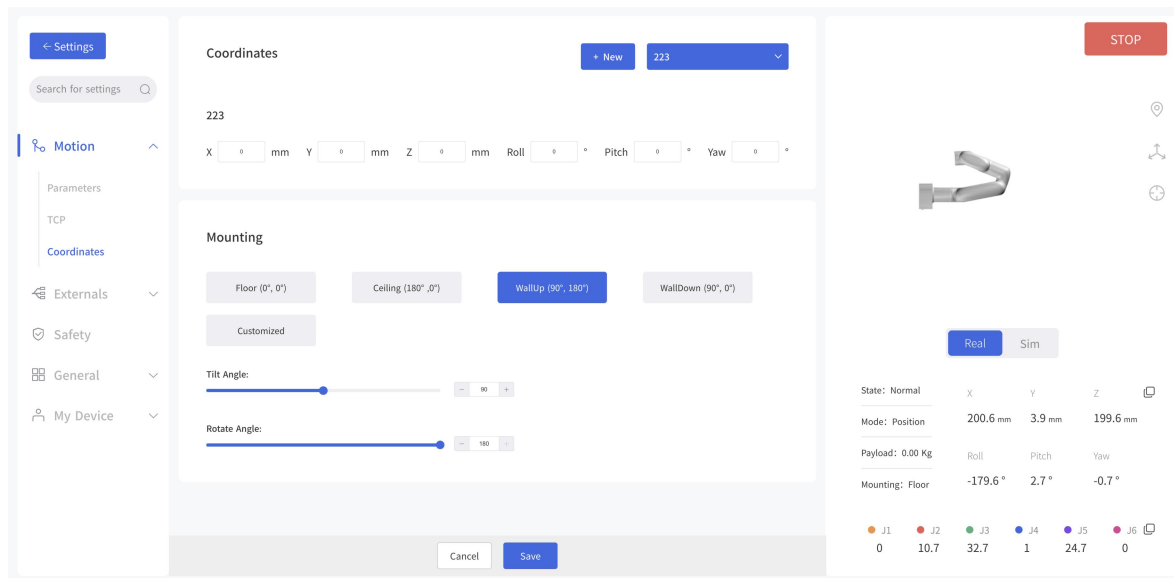 ← Settings
Search for settings
Motion
Parameters
TCP
Coordinates
Externals
Safety
General
My Device
Coordinates
+ New
223
223
X 0 mm Y 0 mm Z 0 mm Roll 0 ° Pitch 0 ° Yaw 0 °
Mounting
Floor (0°, 0°) Ceiling (180° ,0°) WallUp (90°, 180°) WallDown (90°, 0°)
Customized
Tilt Angle:
− 90 +
Rotate Angle:
− 180 +
Cancel Save
STOP
Real Sim
State: Normal
Mode: Position
Payload: 0.00 Kg
Mounting: Floor
X Y Z
200.6 mm 3.9 mm 199.6 mm
Roll Pitch Yaw
-179.6 ° 2.7 ° -0.7 °
J1 J2 J3 J4 J5 J6
0 10.7 32.7 1 24.7 0